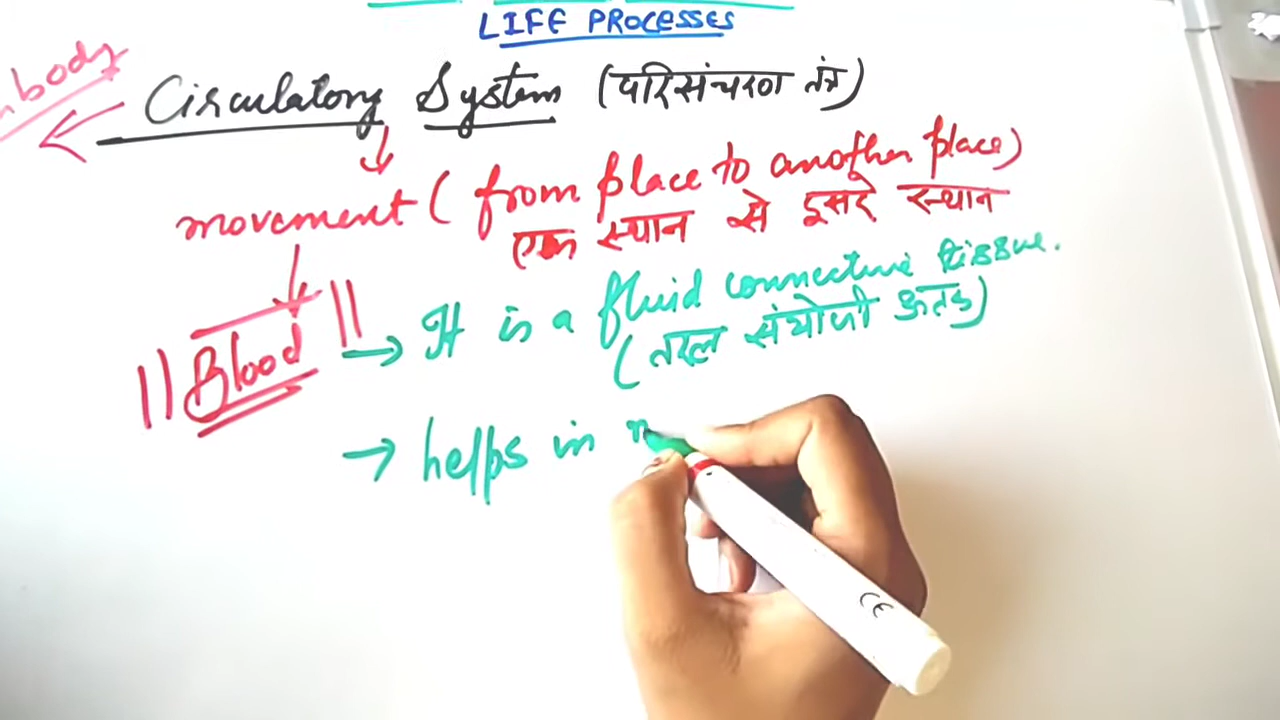 LIFE PROCESSES
body
Circulatory System (परिसंचरण तंत्र)
movement ( from place to another place)
एक स्थान से दूसरे स्थान
|| Blood ||
→ It is a fluid connective tissue.
(तरल संयोजी ऊतक)
→ helps in
CE